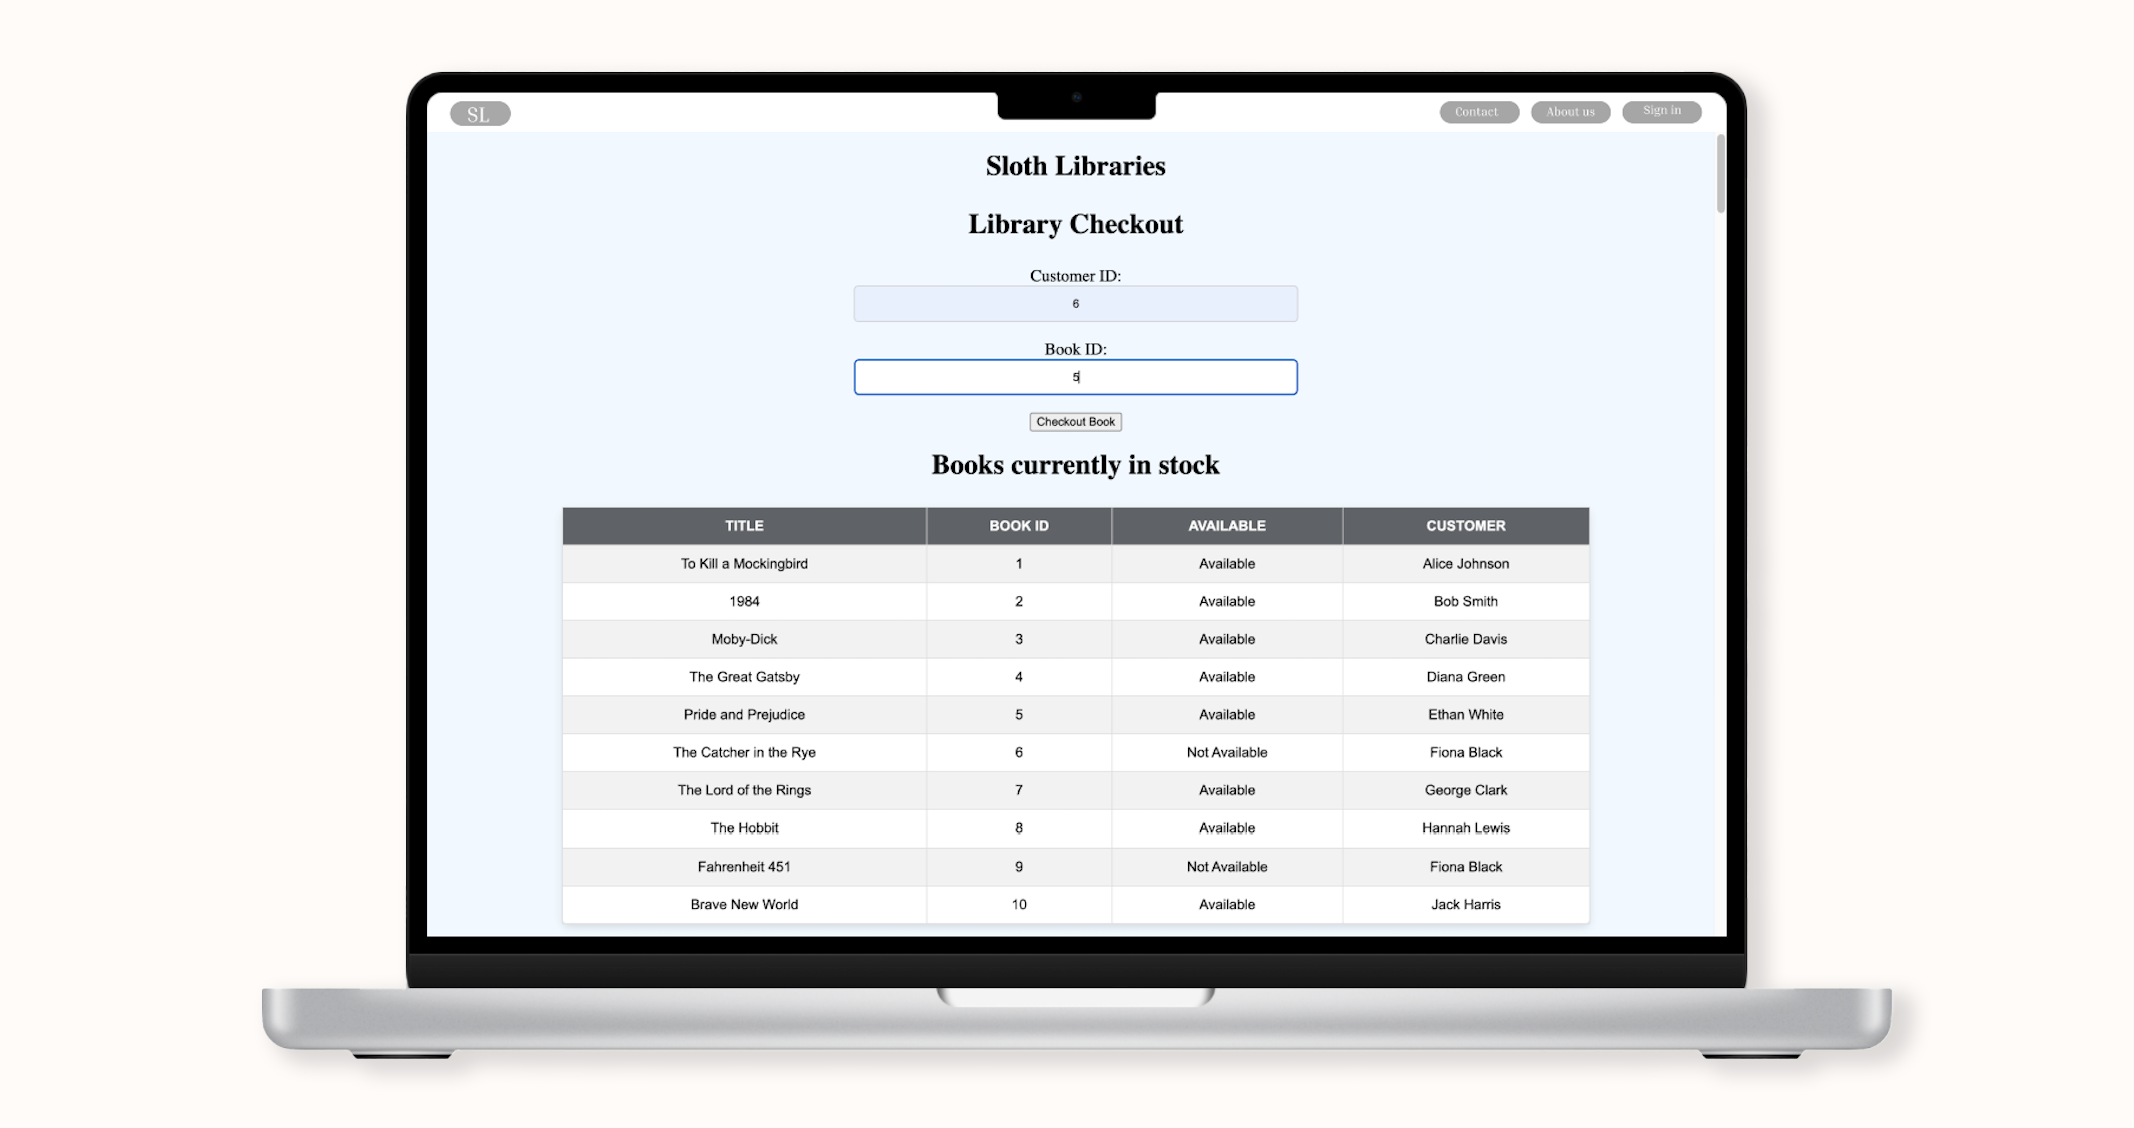 SL
Contact About us Sign in
Sloth Libraries
Library Checkout
Customer ID:
6
Book ID:
5
Checkout Book
Books currently in stock
TITLE BOOK ID AVAILABLE CUSTOMER
To Kill a Mockingbird 1 Available Alice Johnson
1984 2 Available Bob Smith
Moby-Dick 3 Available Charlie Davis
The Great Gatsby 4 Available Diana Green
Pride and Prejudice 5 Available Ethan White
The Catcher in the Rye 6 Not Available Fiona Black
The Lord of the Rings 7 Available George Clark
The Hobbit 8 Available Hannah Lewis
Fahrenheit 451 9 Not Available Fiona Black
Brave New World 10 Available Jack Harris